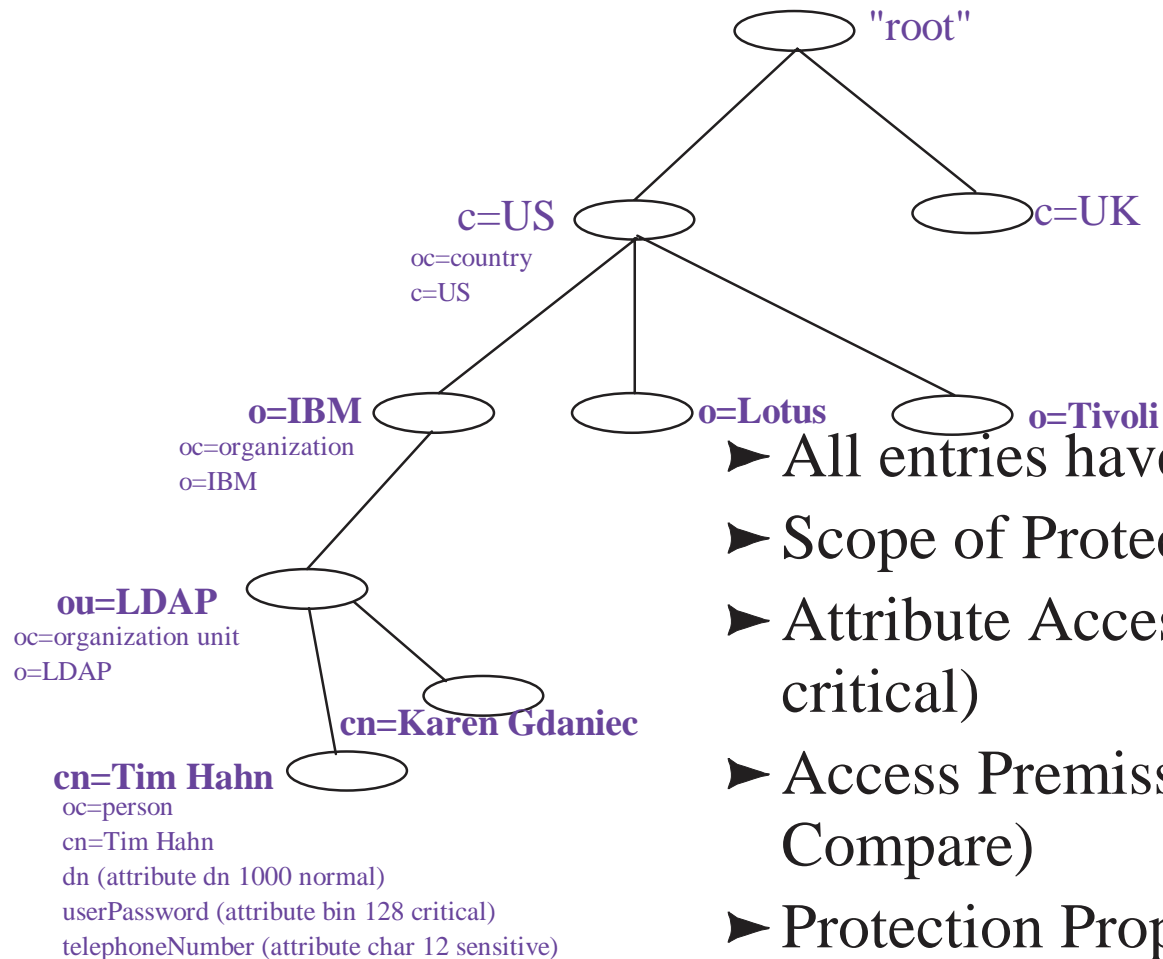 "root"
c=US
c=UK
oc=country
c=US
o=IBM
o=Lotus
o=Tivoli
oc=organization
o=IBM
ou=LDAP
oc=organization unit
o=LDAP
cn=Karen Gdaniec
cn=Tim Hahn
oc=person
cn=Tim Hahn
dn (attribute dn 1000 normal)
userPassword (attribute bin 128 critical)
telephoneNumber (attribute char 12 sensitive)
➤ All entries have
➤ Scope of Protec
➤ Attribute Acces
critical)
➤ Access Premiss
Compare)
➤ Protection Prop